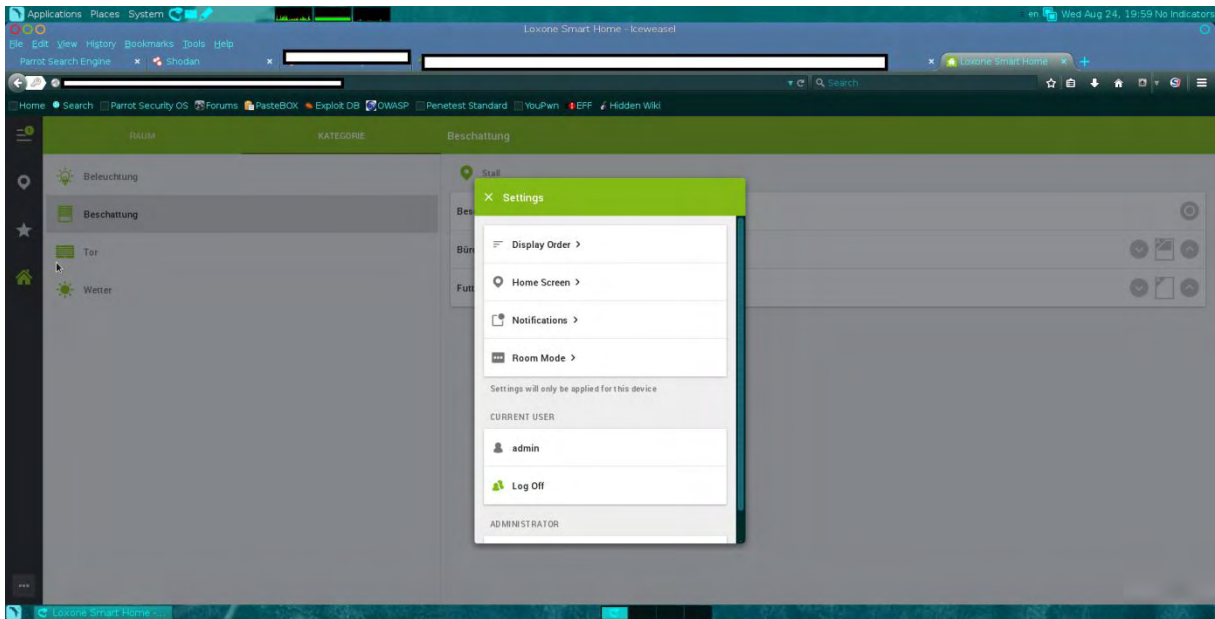 Applications Places System
en Wed Aug 24, 19:59 No Indicators
Loxone Smart Home - Iceweasel
File Edit View History Bookmarks Tools Help
Parrot Search Engine × Shodan × × Loxone Smart Home × +
Search
Home Search Parrot Security OS Forums PasteBOX Exploit DB OWASP Penetest Standard YouPwn EFF Hidden Wiki
RAUM KATEGORIE Beschattung
Beleuchtung
Beschattung
Tor
Wetter
Stall
Bes
Bür
Fut
× Settings
Display Order >
Home Screen >
Notifications >
Room Mode >
Settings will only be applied for this device
CURRENT USER
admin
Log Off
ADMINISTRATOR
Loxone Smart Home -...